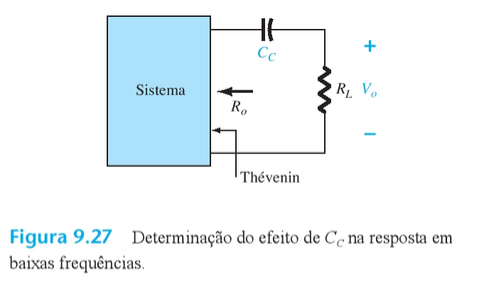 C_C
+
Sistema
R_L V_o
R_o
–
Thévenin
Figura 9.27 Determinação do efeito de C_C na resposta em
baixas frequências.